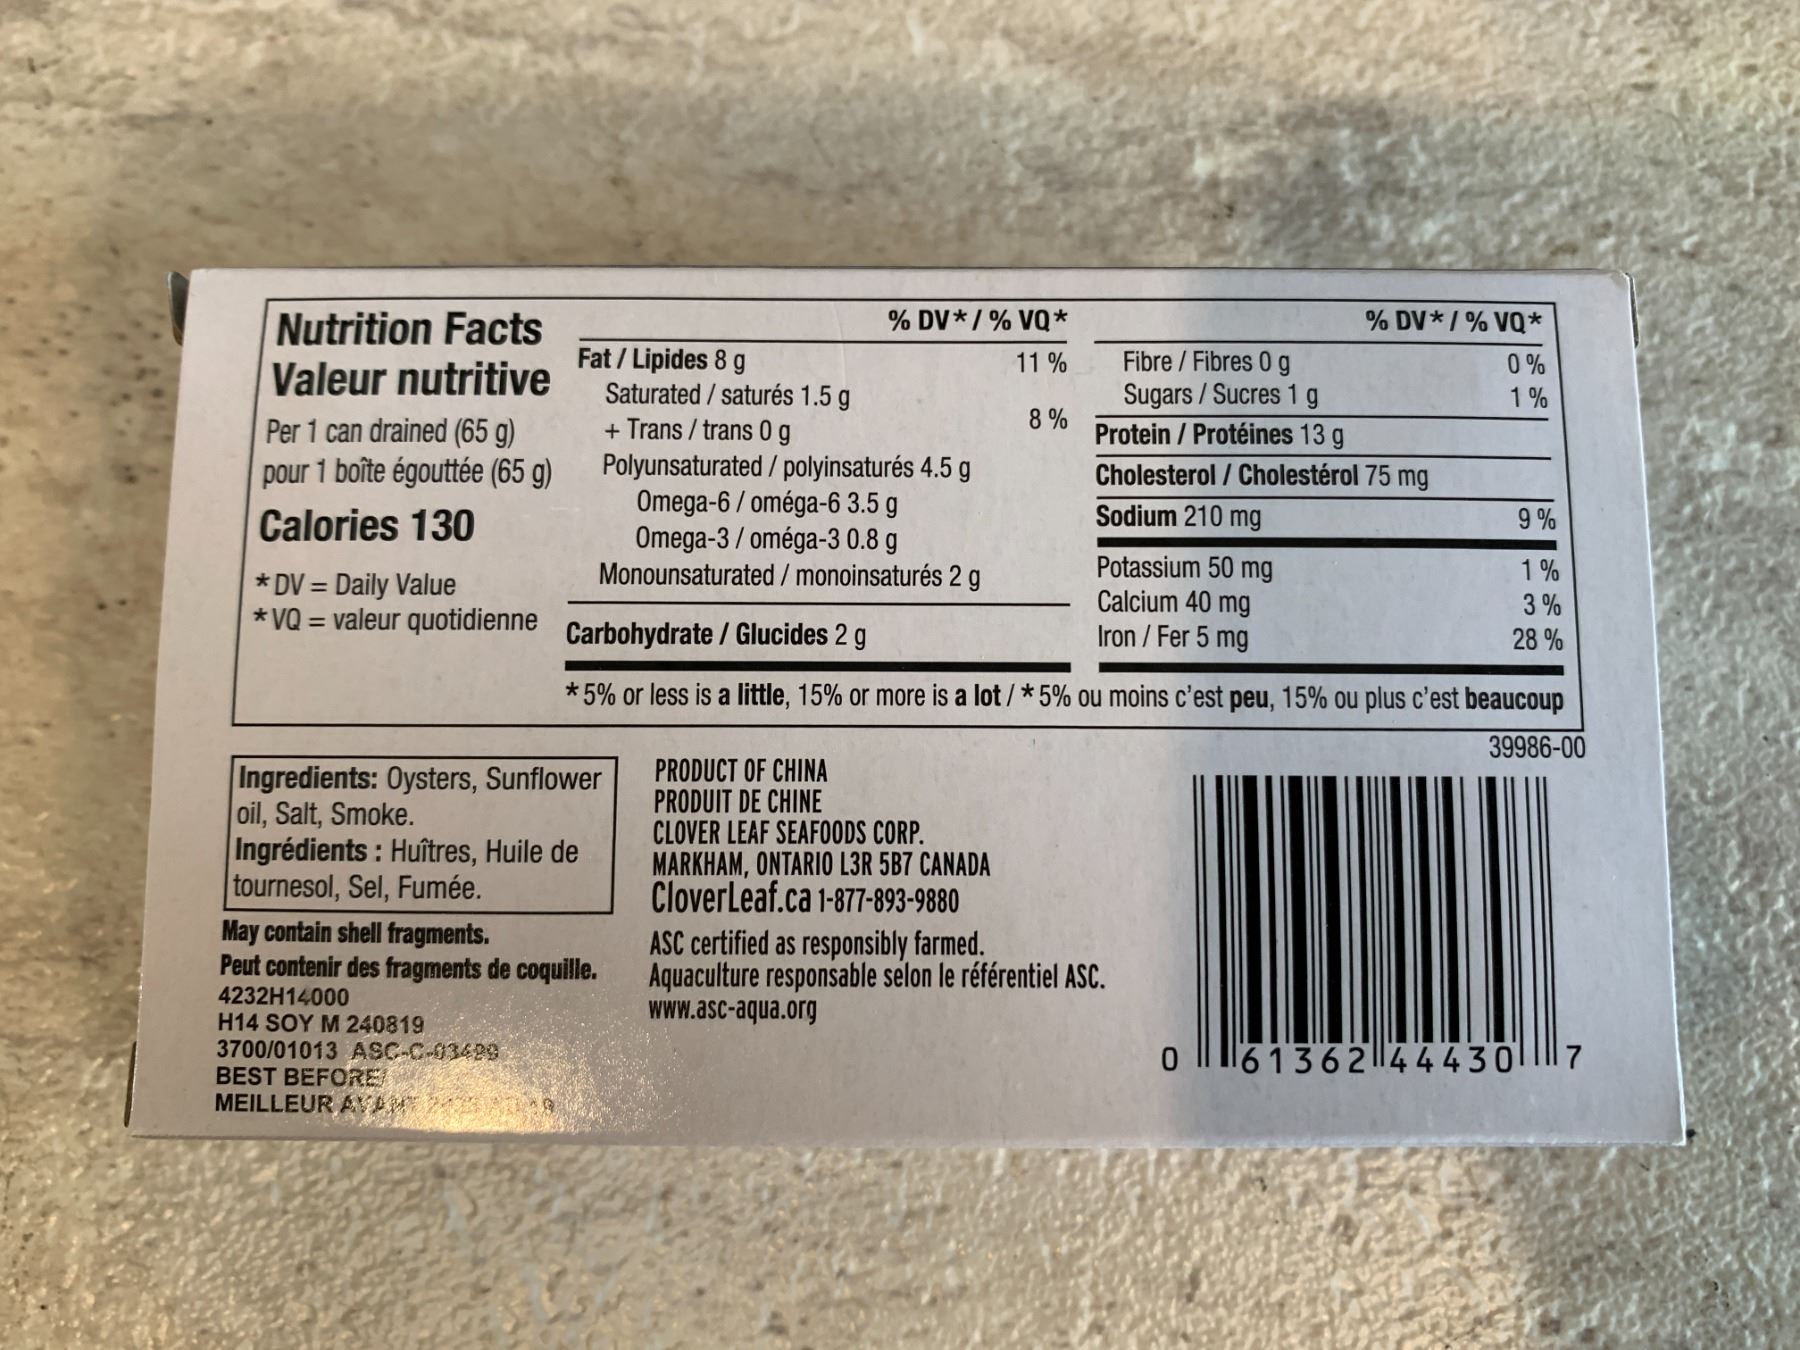 Nutrition Facts
Valeur nutritive
Per 1 can drained (65 g)
pour 1 boîte égouttée (65 g)
Calories 130
* DV = Daily Value
* VQ = valeur quotidienne
% DV* / % VQ*
Fat / Lipides 8 g 11 %
Saturated / saturés 1.5 g
+ Trans / trans 0 g 8 %
Polyunsaturated / polyinsaturés 4.5 g
Omega-6 / oméga-6 3.5 g
Omega-3 / oméga-3 0.8 g
Monounsaturated / monoinsaturés 2 g
Carbohydrate / Glucides 2 g
% DV* / % VQ*
Fibre / Fibres 0 g 0 %
Sugars / Sucres 1 g 1 %
Protein / Protéines 13 g
Cholesterol / Cholestérol 75 mg
Sodium 210 mg 9 %
Potassium 50 mg 1 %
Calcium 40 mg 3 %
Iron / Fer 5 mg 28 %
* 5% or less is a little, 15% or more is a lot / * 5% ou moins c'est peu, 15% ou plus c'est beaucoup
39986-00
Ingredients: Oysters, Sunflower
oil, Salt, Smoke.
Ingrédients : Huîtres, Huile de
tournesol, Sel, Fumée.
May contain shell fragments.
Peut contenir des fragments de coquille.
4232H14000
H14 SOY M 240819
3700/01013 ASC-C-03499
BEST BEFORE/
MEILLEUR AVANT
PRODUCT OF CHINA
PRODUIT DE CHINE
CLOVER LEAF SEAFOODS CORP.
MARKHAM, ONTARIO L3R 5B7 CANADA
CloverLeaf.ca 1-877-893-9880
ASC certified as responsibly farmed.
Aquaculture responsable selon le référentiel ASC.
www.asc-aqua.org
0 61362 44430 7